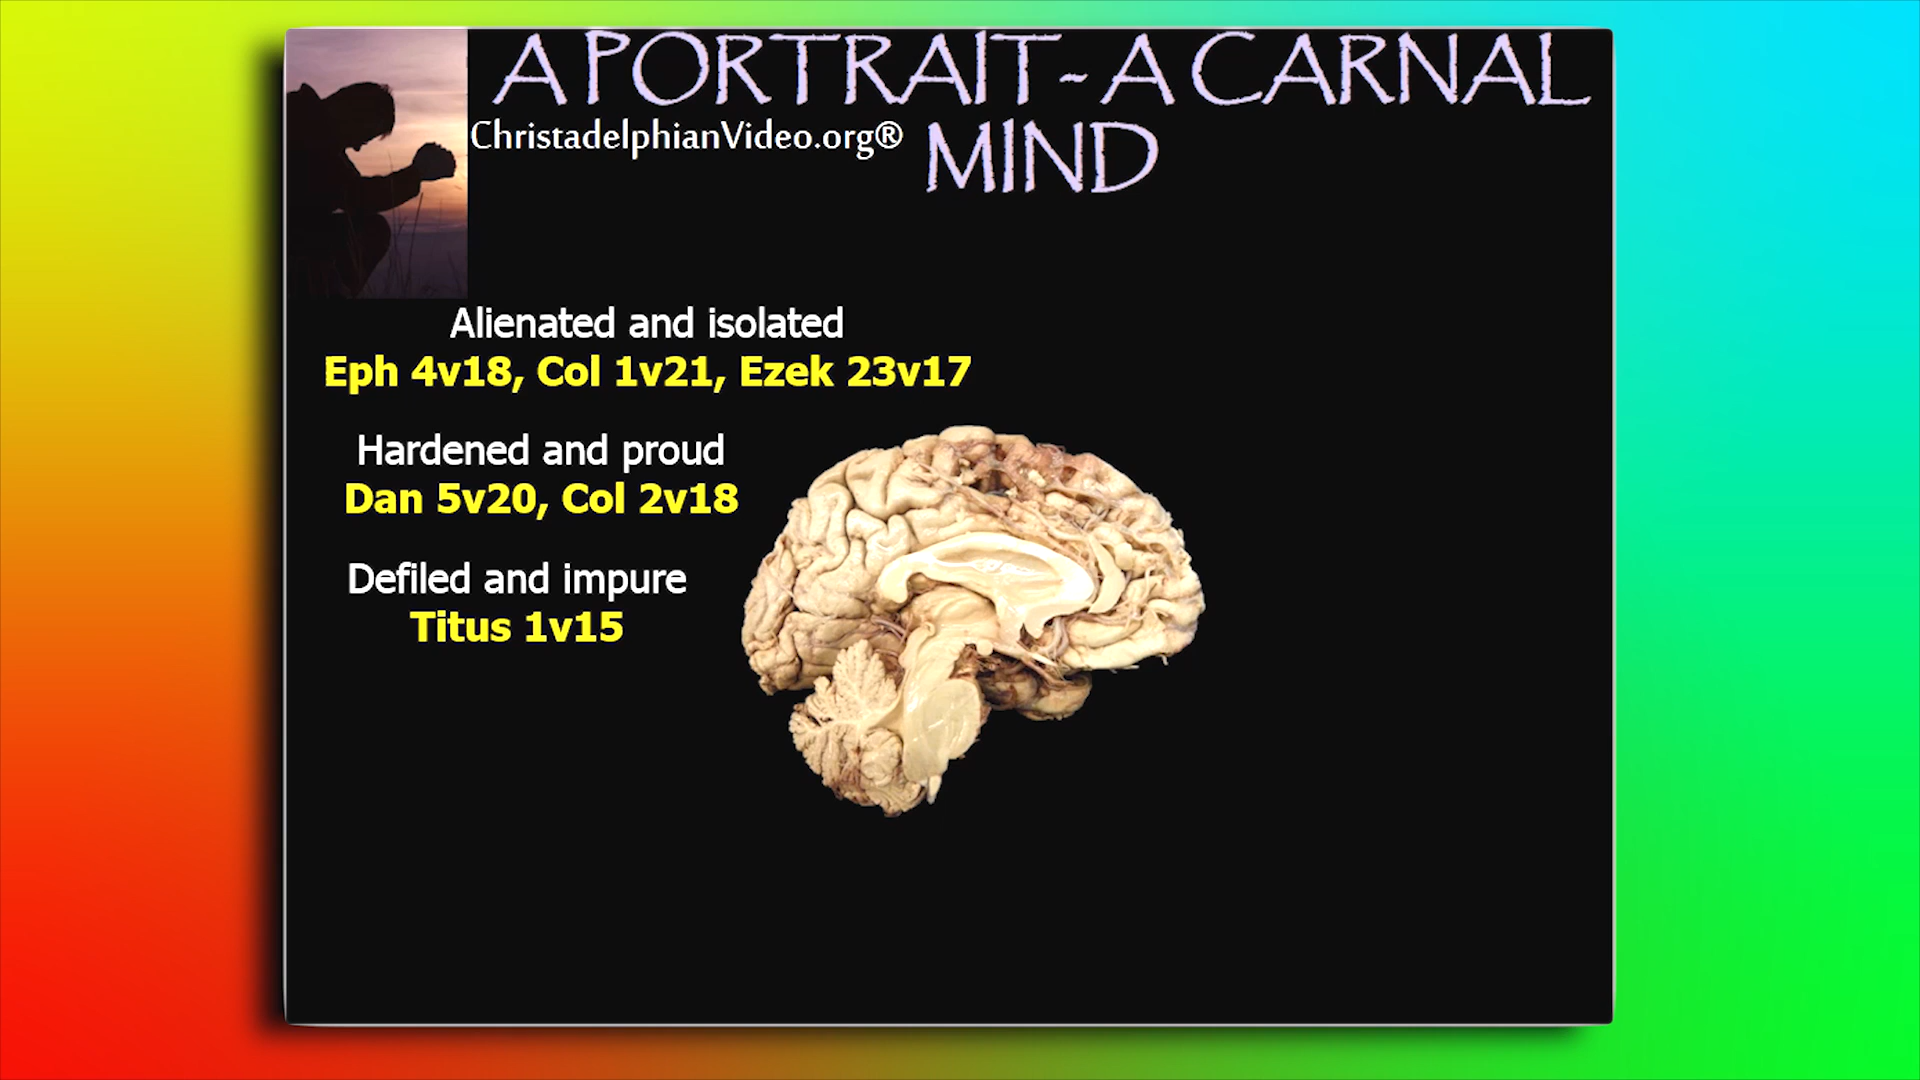 A PORTRAIT ~ A CARNAL
ChristadelphianVideo.org®
MIND
Alienated and isolated
Eph 4v18, Col 1v21, Ezek 23v17
Hardened and proud
Dan 5v20, Col 2v18
Defiled and impure
Titus 1v15